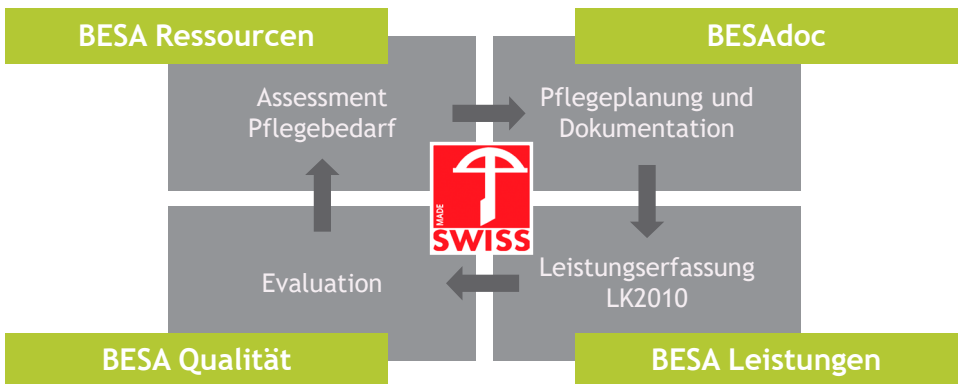 BESA Ressourcen
BESAdoc
Assessment
Pflegebedarf
Pflegeplanung und
Dokumentation
MADE
SWISS
Evaluation
Leistungserfassung
LK2010
BESA Qualität
BESA Leistungen